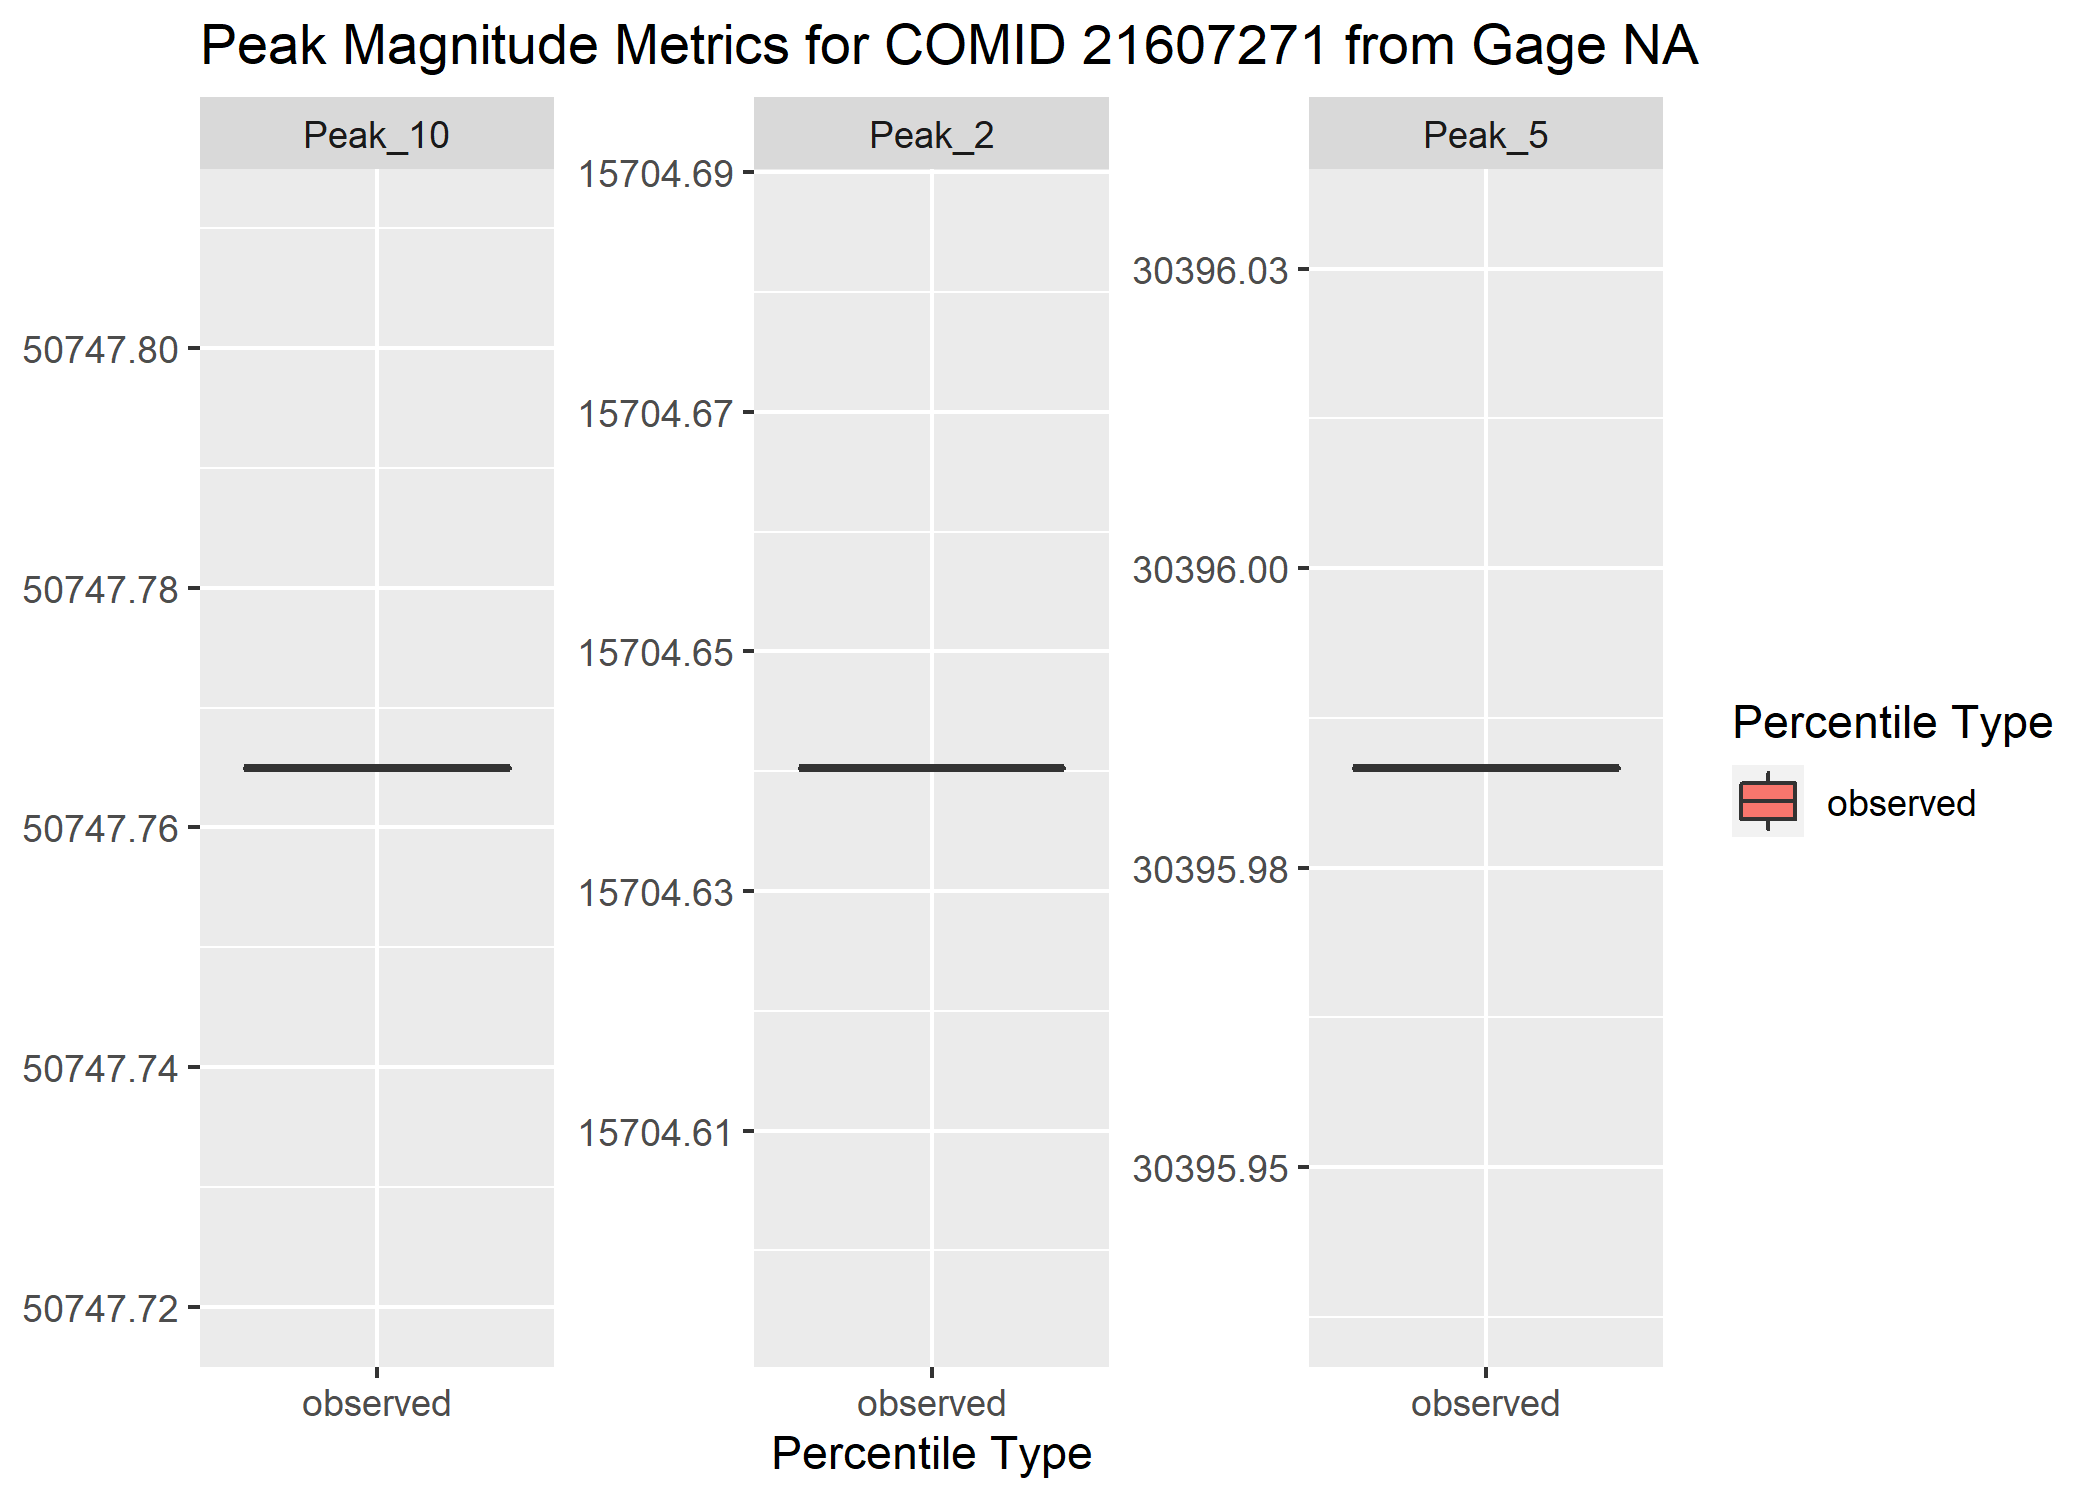 Peak Magnitude Metrics for COMID 21607271 from Gage NA
Peak_10
50747.80
50747.78
50747.76
50747.74
50747.72
observed
Peak_2
15704.69
15704.67
15704.65
15704.63
15704.61
observed
Peak_5
30396.03
30396.00
30395.98
30395.95
observed
Percentile Type
Percentile Type
observed